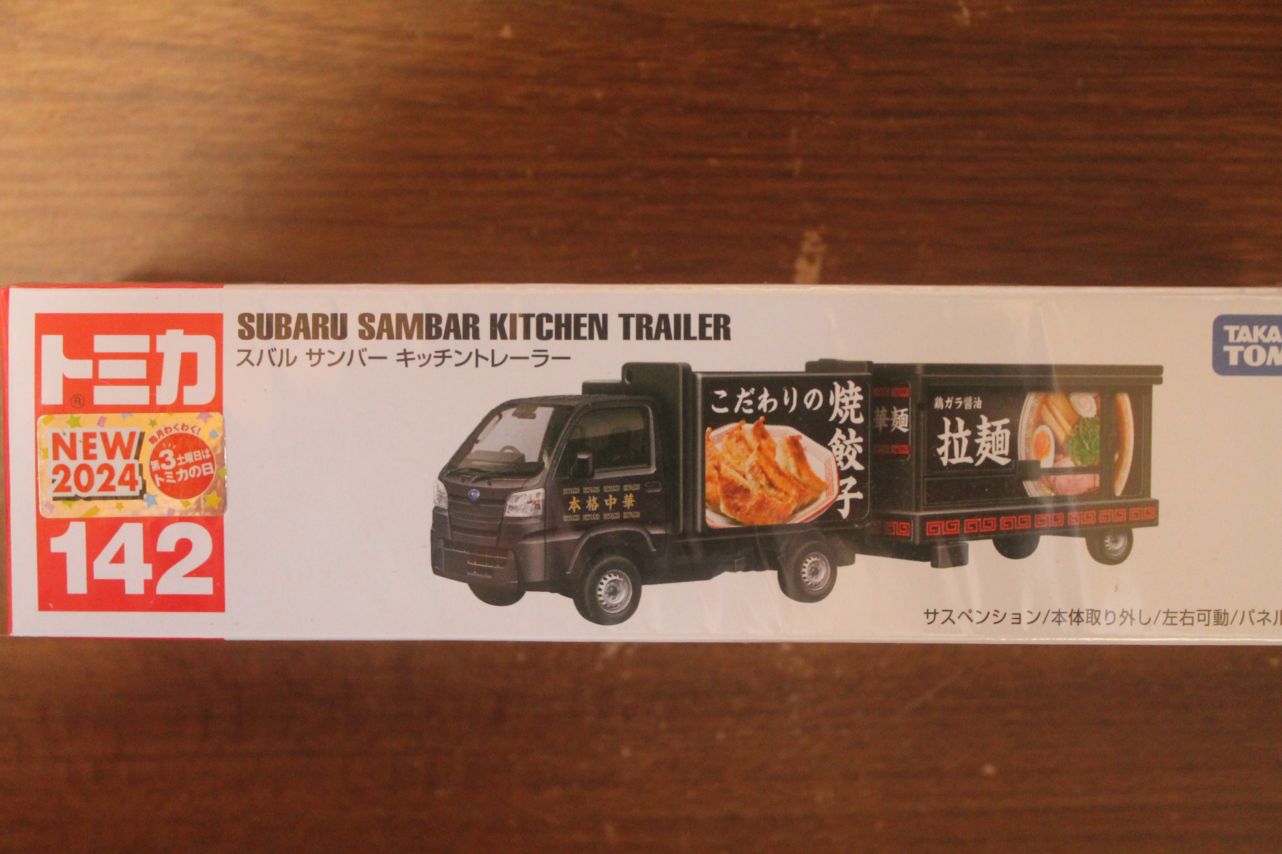 トミカ
®
NEW
2024
毎月わくわく!
第3土曜日は
トミカの日
142
SUBARU SAMBAR KITCHEN TRAILER
スバル サンバー キッチントレーラー
本格中華
こだわりの
焼餃子
華麺
鶏ガラ醤油
拉麺
TAKA
TOM
サスペンション/本体取り外し/左右可動/パネル